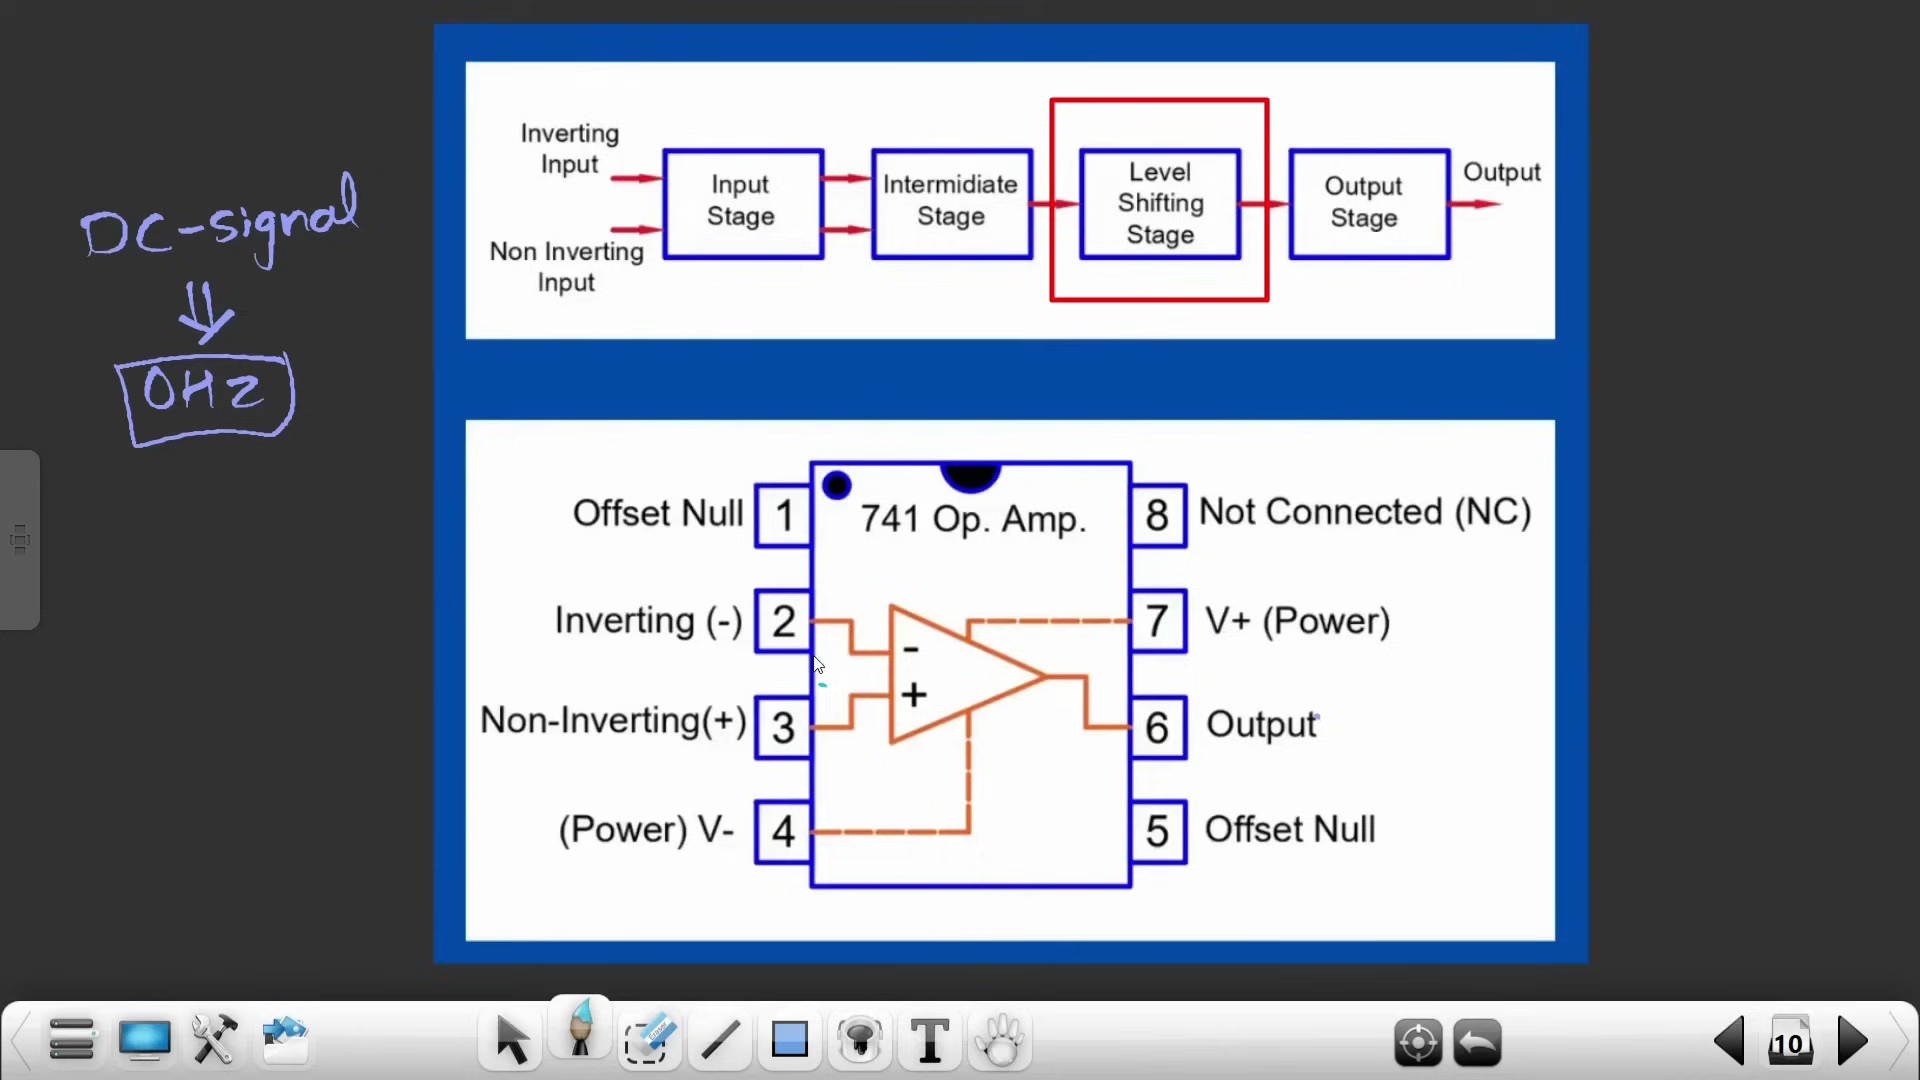 DC-signal
OHZ
Inverting
Input
Non Inverting
Input
Input
Stage
Intermidiate
Stage
Level
Shifting
Stage
Output
Stage
Output
741 Op. Amp.
Offset Null 1
Inverting (-) 2
Non-Inverting(+) 3
(Power) V- 4
-
+
8 Not Connected (NC)
7 V+ (Power)
6 Output
5 Offset Null
T
10